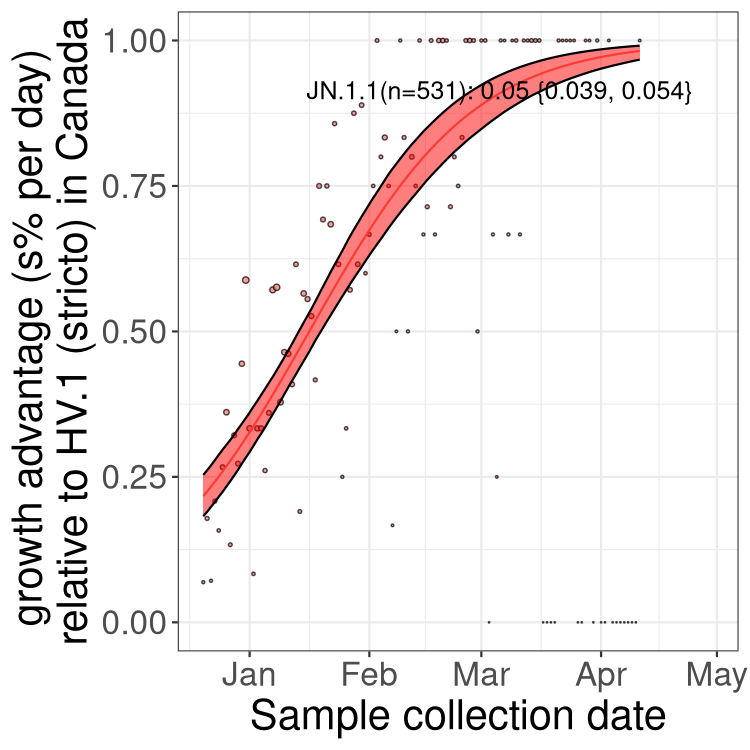 growth advantage (s% per day)
relative to HV.1 (stricto) in Canada
1.00
0.75
0.50
0.25
0.00
JN.1.1(n=531): 0.05 {0.039, 0.054}
Jan Feb Mar Apr May
Sample collection date